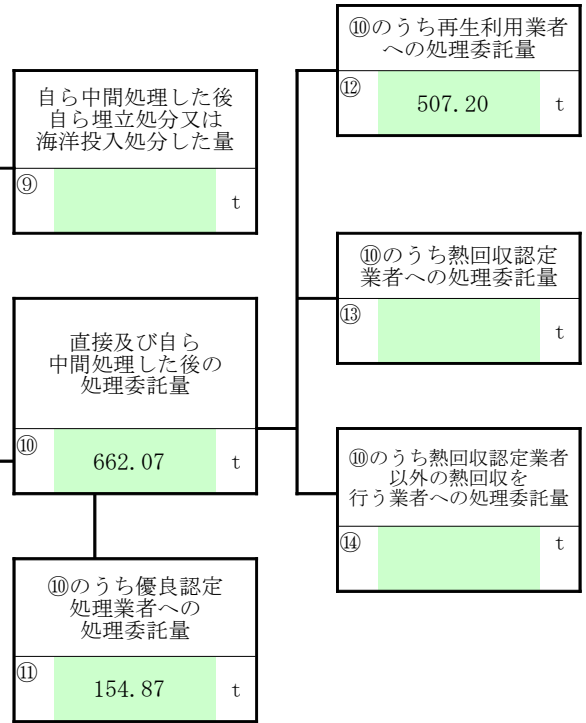 ⑩のうち再生利用業者
への処理委託量
⑫
507.20 t
自ら中間処理した後
自ら埋立処分又は
海洋投入処分した量
⑨
t
⑩のうち熱回収認定
業者への処理委託量
⑬
t
直接及び自ら
中間処理した後の
処理委託量
⑩
662.07 t
⑩のうち熱回収認定業者
以外の熱回収を
行う業者への処理委託量
⑭
t
⑩のうち優良認定
処理業者への
処理委託量
⑪
154.87 t